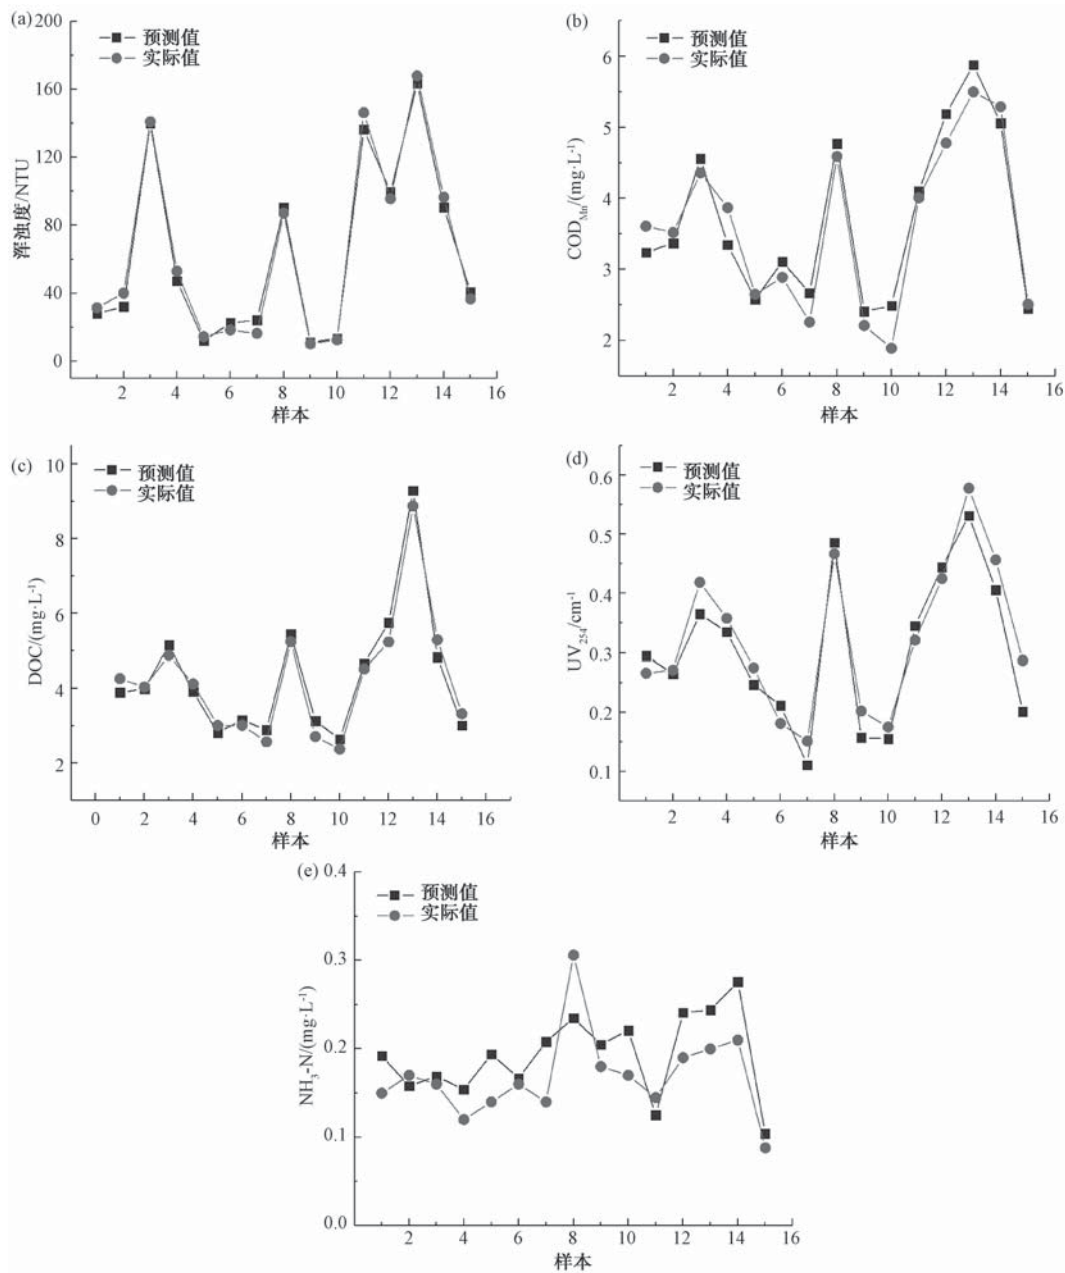 (a)
200
160
120
80
40
0
浑浊度/NTU
预测值
实际值
2 4 6 8 10 12 14 16
样本
(b)
6
5
4
3
2
COD_Mn/(mg·L⁻¹)
预测值
实际值
2 4 6 8 10 12 14 16
样本
(c)
10
8
6
4
2
DOC/(mg·L⁻¹)
预测值
实际值
0 2 4 6 8 10 12 14 16
样本
(d)
0.6
0.5
0.4
0.3
0.2
0.1
UV₂₅₄/cm⁻¹
预测值
实际值
2 4 6 8 10 12 14 16
样本
(e)
0.4
0.3
0.2
0.1
0.0
NH₃-N/(mg·L⁻¹)
预测值
实际值
2 4 6 8 10 12 14 16
样本